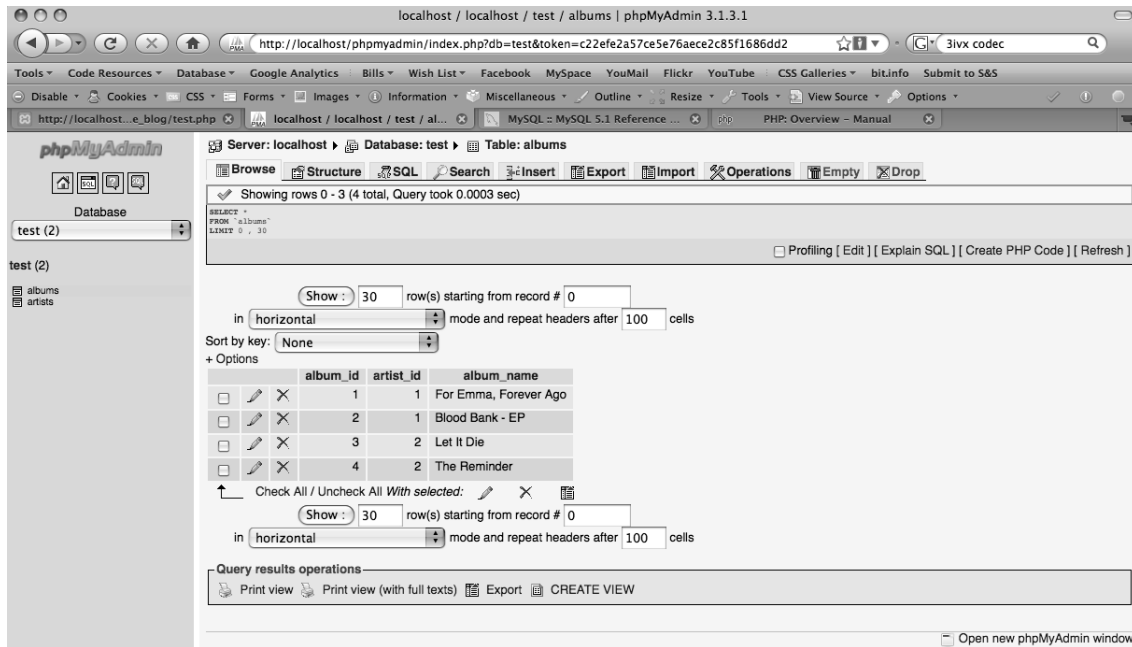 localhost / localhost / test / albums | phpMyAdmin 3.1.3.1
http://localhost/phpmyadmin/index.php?db=test&token=c22efe2a57ce5e76aece2c85f1686dd2 G 3ivx codec
Tools Code Resources Database Google Analytics Bills Wish List Facebook MySpace YouMail Flickr YouTube CSS Galleries bit.info Submit to S&S
Disable Cookies CSS Forms Images Information Miscellaneous Outline Resize Tools View Source Options
http://localhost...e_blog/test.php localhost / localhost / test / al... MySQL :: MySQL 5.1 Reference ... php PHP: Overview – Manual
phpMyAdmin
SQL
Database
test (2)
test (2)
albums
artists
Server: localhost Database: test Table: albums
Browse Structure SQL Search Insert Export Import Operations Empty Drop
Showing rows 0 - 3 (4 total, Query took 0.0003 sec)
SELECT *
FROM `albums`
LIMIT 0 , 30
Profiling [ Edit ] [ Explain SQL ] [ Create PHP Code ] [ Refresh ]
Show : 30 row(s) starting from record # 0
in horizontal mode and repeat headers after 100 cells
Sort by key: None
+ Options
album_id artist_id album_name
1 1 For Emma, Forever Ago
2 1 Blood Bank - EP
3 2 Let It Die
4 2 The Reminder
Check All / Uncheck All With selected:
Show : 30 row(s) starting from record # 0
in horizontal mode and repeat headers after 100 cells
Query results operations
Print view Print view (with full texts) Export CREATE VIEW
Open new phpMyAdmin window